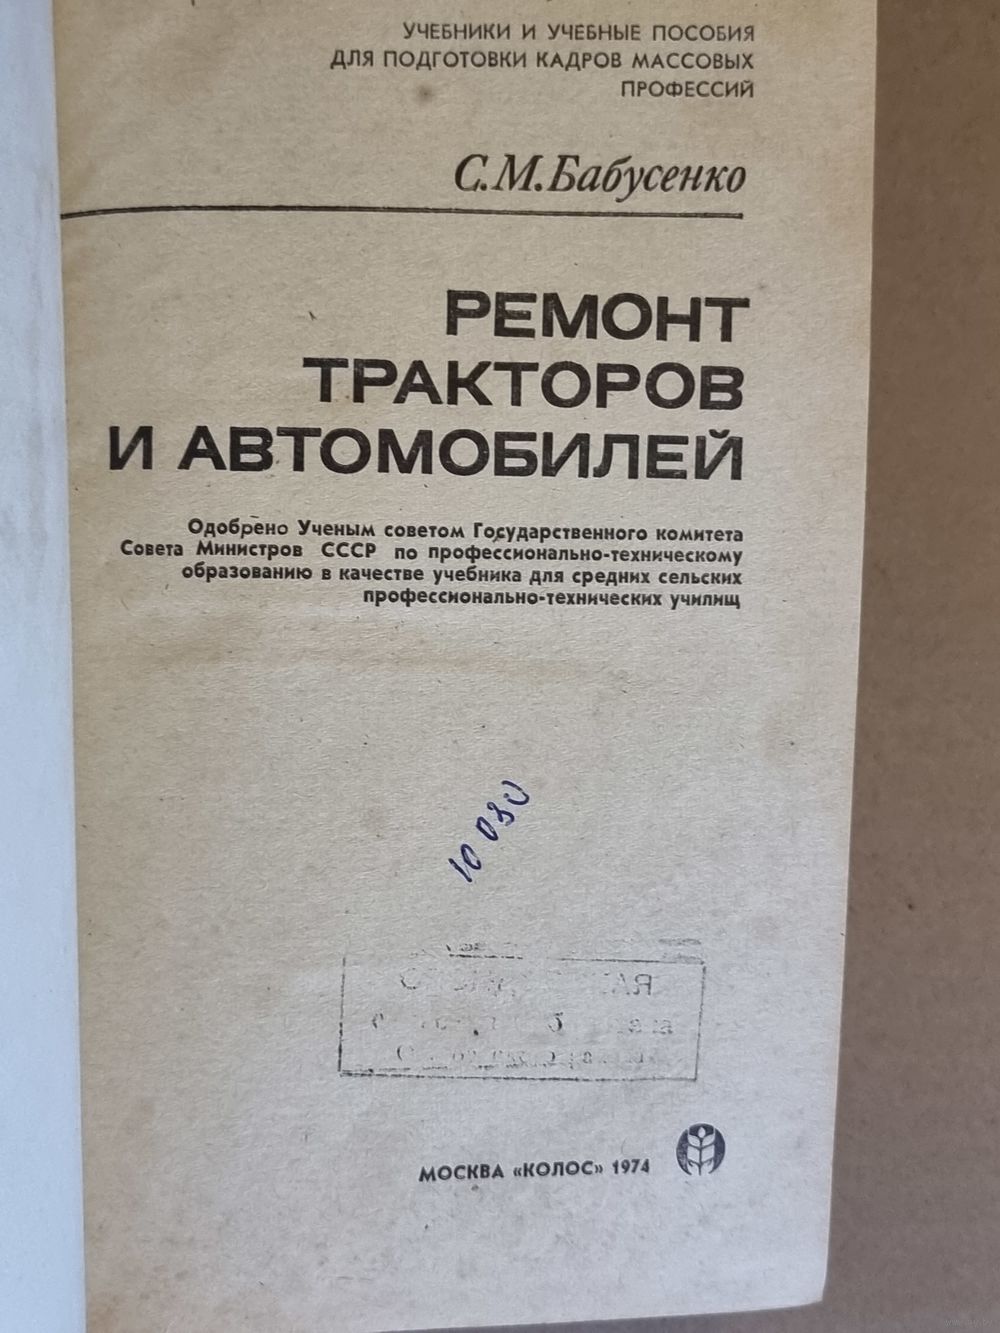 УЧЕБНИКИ И УЧЕБНЫЕ ПОСОБИЯ
ДЛЯ ПОДГОТОВКИ КАДРОВ МАССОВЫХ
ПРОФЕССИЙ
С.М.Бабусенко
РЕМОНТ
ТРАКТОРОВ
И АВТОМОБИЛЕЙ
Одобрено Ученым советом Государственного комитета
Совета Министров СССР по профессионально-техническому
образованию в качестве учебника для средних сельских
профессионально-технических училищ
10 080
МОСКВА «КОЛОС» 1974